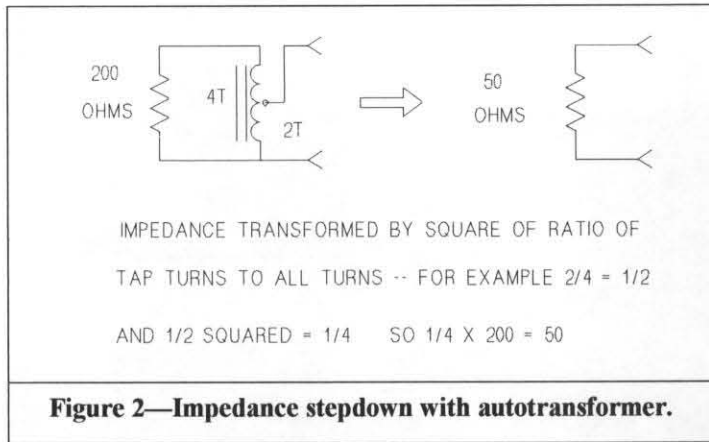 200
OHMS
4T
2T
50
OHMS
IMPEDANCE TRANSFORMED BY SQUARE OF RATIO OF
TAP TURNS TO ALL TURNS -- FOR EXAMPLE 2/4 = 1/2
AND 1/2 SQUARED = 1/4 SO 1/4 X 200 = 50
Figure 2—Impedance stepdown with autotransformer.